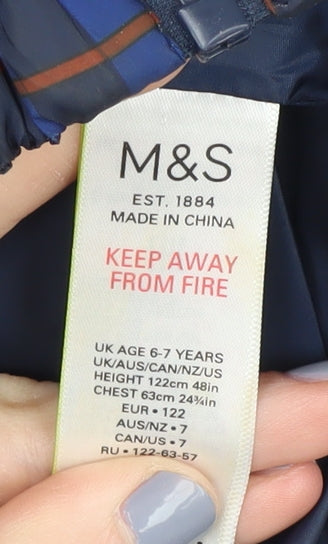 M&S
EST. 1884
MADE IN CHINA
KEEP AWAY
FROM FIRE
UK AGE 6-7 YEARS
UK/AUS/CAN/NZ/US
HEIGHT 122cm 48in
CHEST 63cm 24¾in
EUR • 122
AUS/NZ • 7
CAN/US • 7
RU • 122-63-57